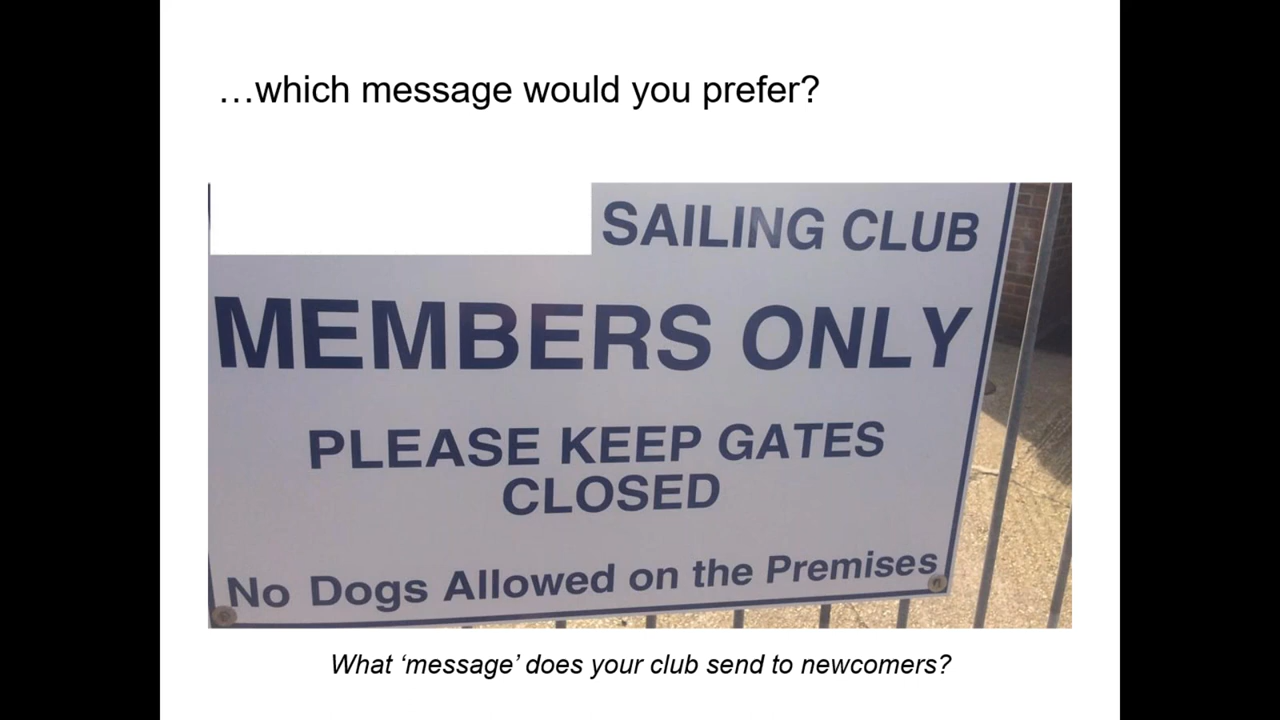 …which message would you prefer?
SAILING CLUB
MEMBERS ONLY
PLEASE KEEP GATES
CLOSED
No Dogs Allowed on the Premises
What ‘message’ does your club send to newcomers?